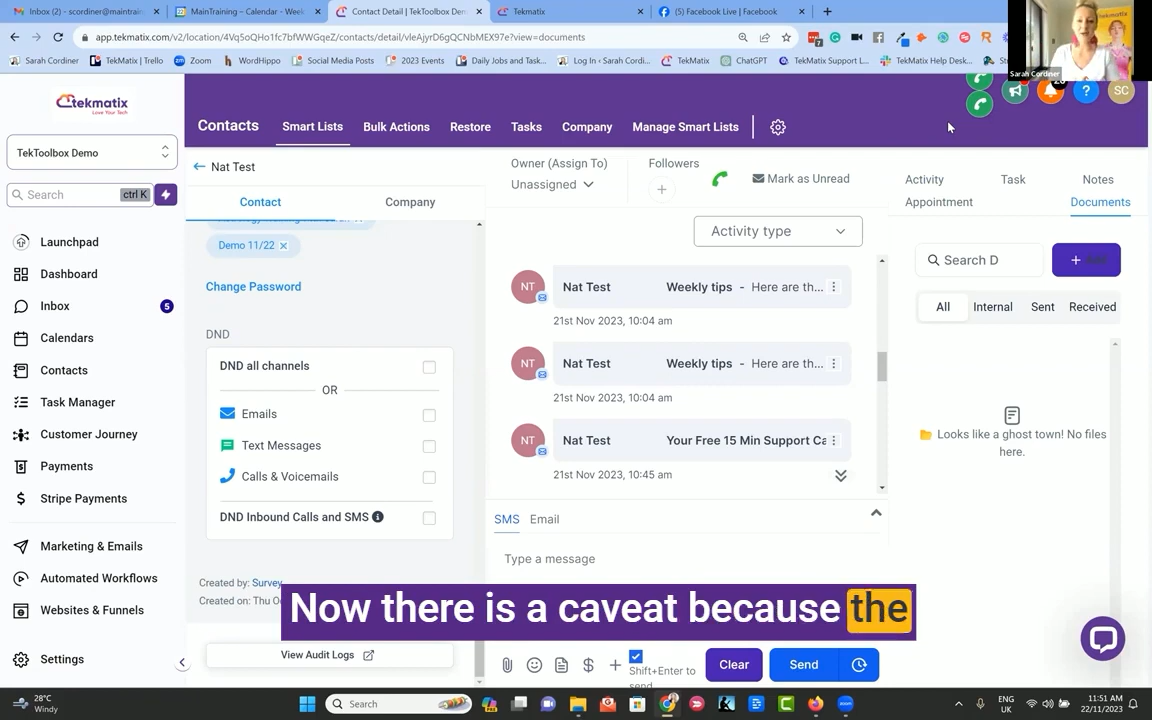 Inbox (2) - sarah@maintrain
MainTraining – Calendar - Week
Contact Detail | TekToolbox Dem
Tekmatix
(5) Facebook Live | Facebook
app.tekmatix.com/v2/location/4Vq5oQHo1fc7bfWWGqeZ/contacts/detail/vleAjyrD6gQCNbMEX97e?view=documents
Sarah Cordiner
TekMatix | Trello
Zoom
WordHippo
Social Media Posts
2023 Events
Daily Jobs and Task...
Log In ‹ Sarah Cordi...
TekMatix
ChatGPT
TekMatix Support L...
TekMatix Help Desk...
Sarah Cordiner
tekmatix
Love Your Tech
TekToolbox Demo
Search
ctrl K
Launchpad
Dashboard
Inbox
5
Calendars
Contacts
Task Manager
Customer Journey
Payments
Stripe Payments
Marketing & Emails
Automated Workflows
Websites & Funnels
Settings
Contacts
Smart Lists
Bulk Actions
Restore
Tasks
Company
Manage Smart Lists
SC
Nat Test
Contact
Company
Demo 11/22
Change Password
DND
DND all channels
OR
Emails
Text Messages
Calls & Voicemails
DND Inbound Calls and SMS
Created by: Survey
Created on: Thu O
View Audit Logs
Owner (Assign To)
Unassigned
Followers
Mark as Unread
Activity type
NT
Nat Test
Weekly tips - Here are th...
21st Nov 2023, 10:04 am
NT
Nat Test
Weekly tips - Here are th...
21st Nov 2023, 10:04 am
NT
Nat Test
Your Free 15 Min Support Ca
21st Nov 2023, 10:45 am
SMS
Email
Type a message
Shift+Enter to
send
Clear
Send
Activity
Task
Notes
Appointment
Documents
Search D
+ Add
All
Internal
Sent
Received
Looks like a ghost town! No files
here.
Now there is a caveat because the
28°C
Windy
Search
ENG
UK
11:51 AM
22/11/2023